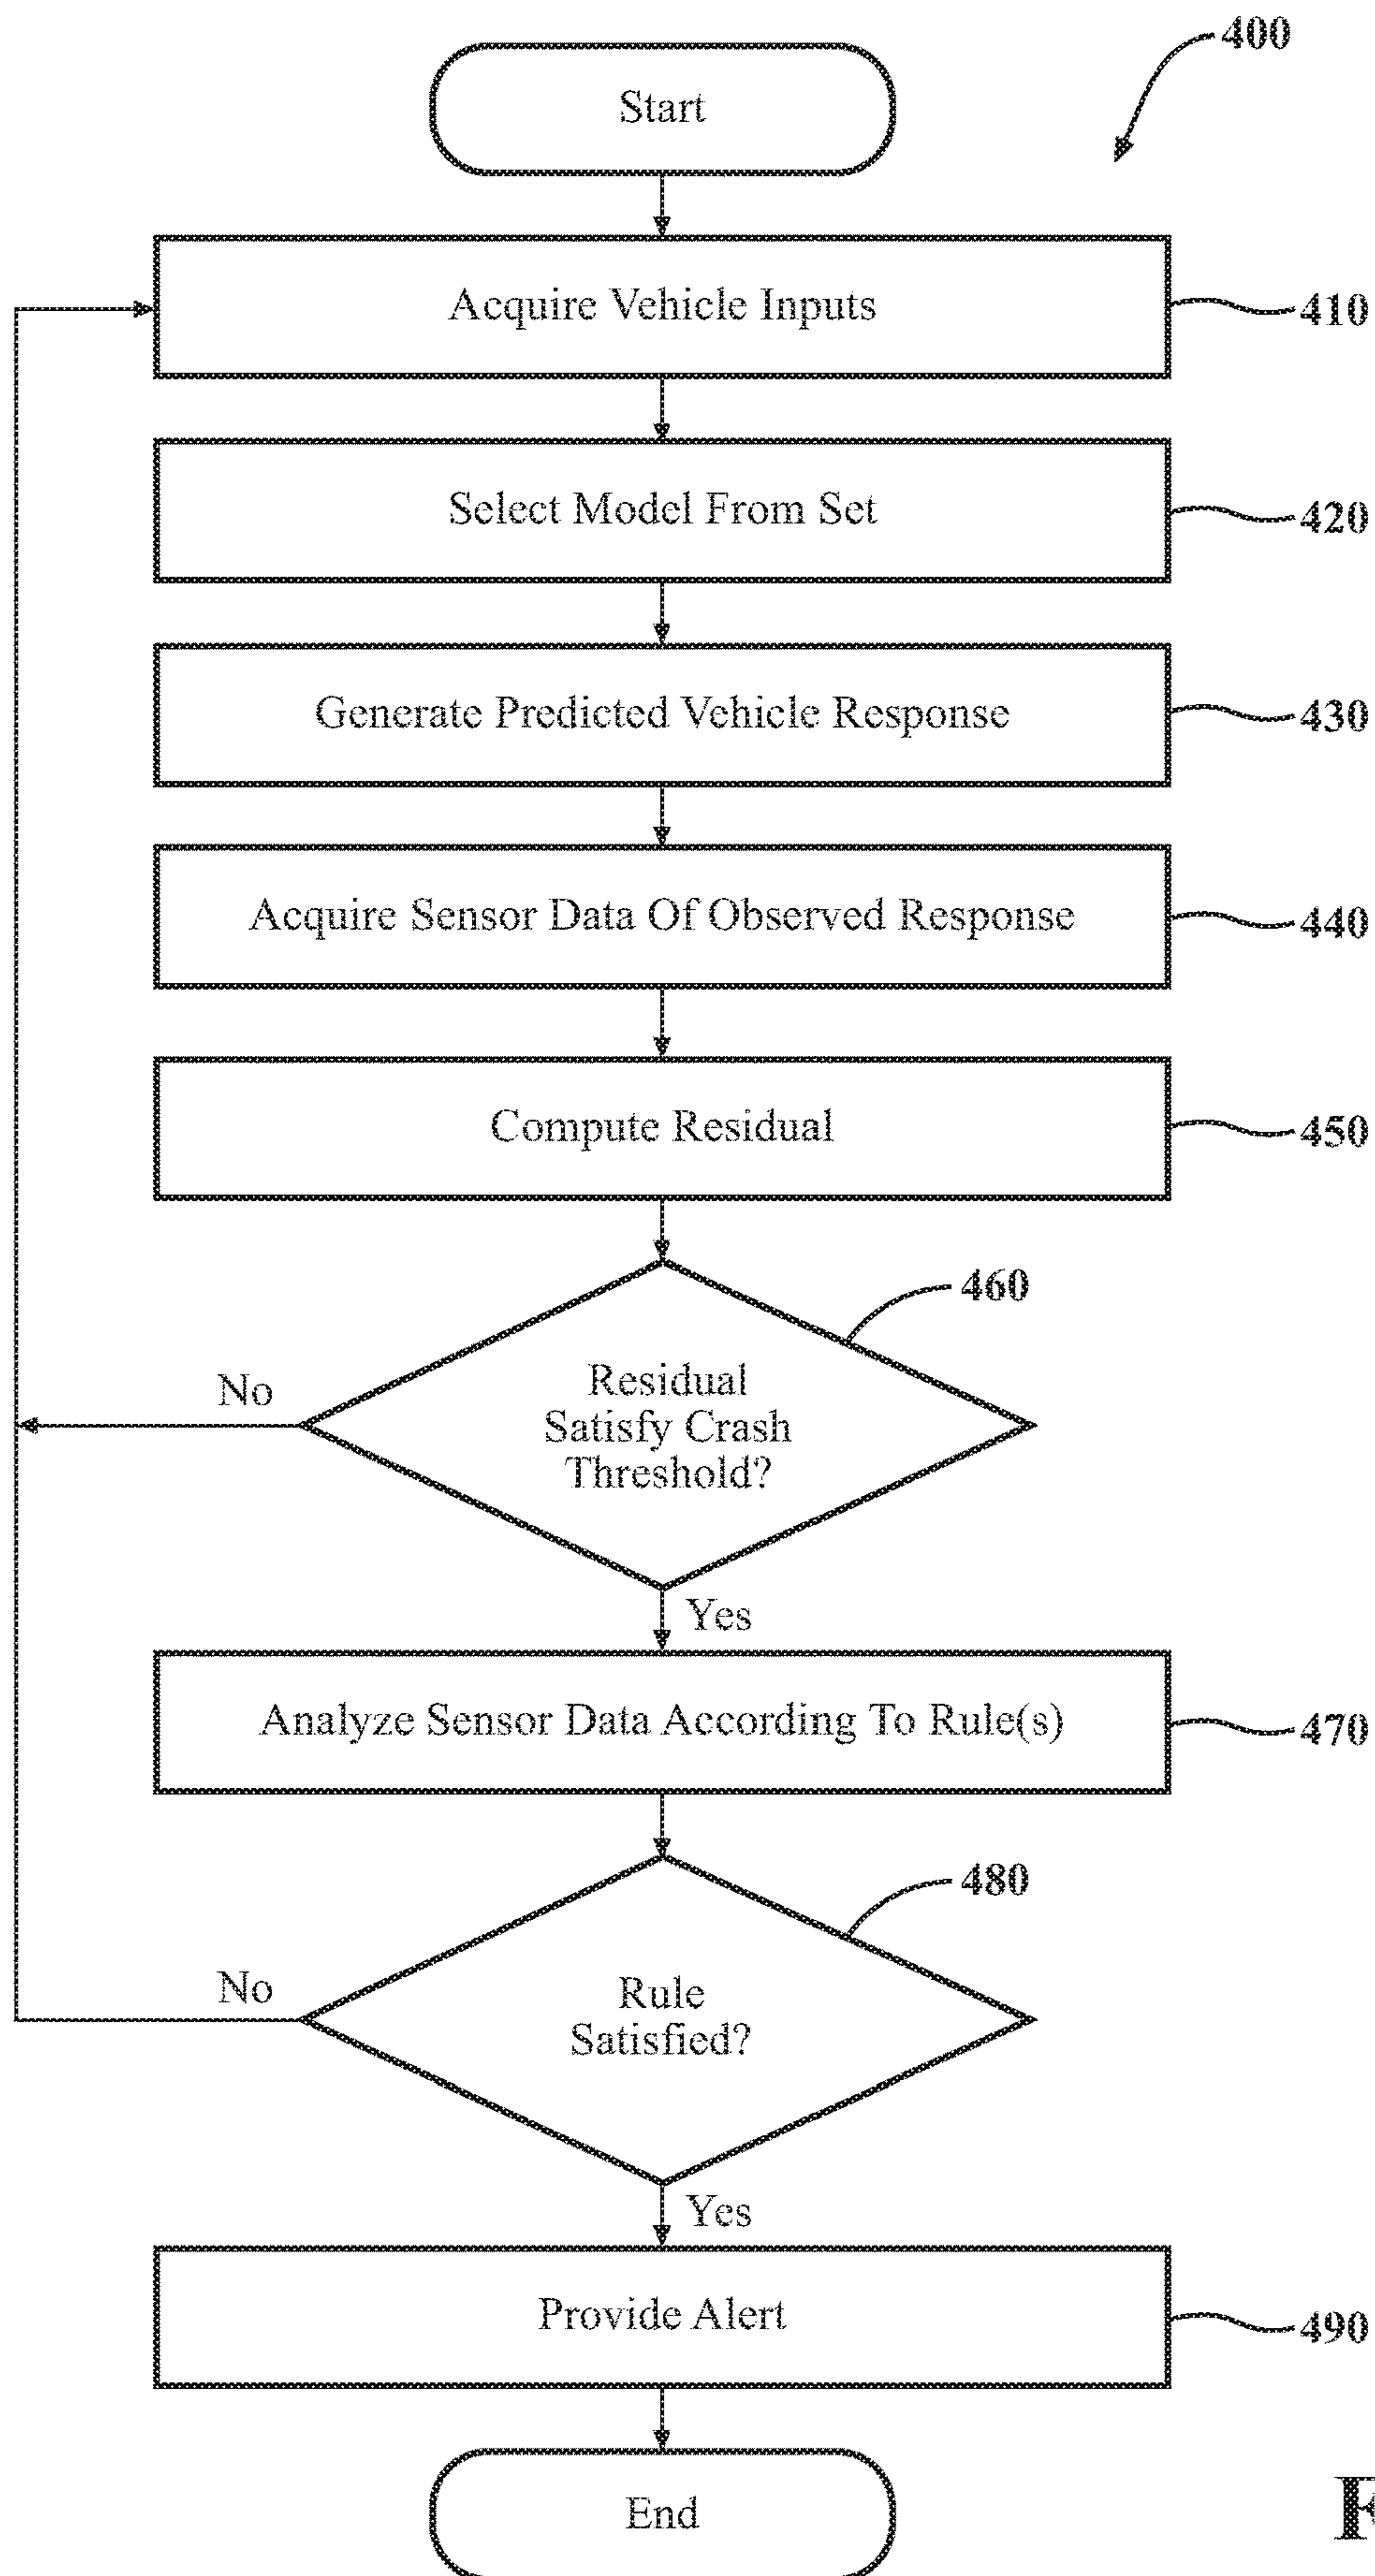 400
Start
Acquire Vehicle Inputs
410
Select Model From Set
420
Generate Predicted Vehicle Response
430
Acquire Sensor Data Of Observed Response
440
Compute Residual
450
460
Residual
Satisfy Crash
Threshold?
No
Yes
Analyze Sensor Data According To Rule(s)
470
480
Rule
Satisfied?
No
Yes
Provide Alert
490
End